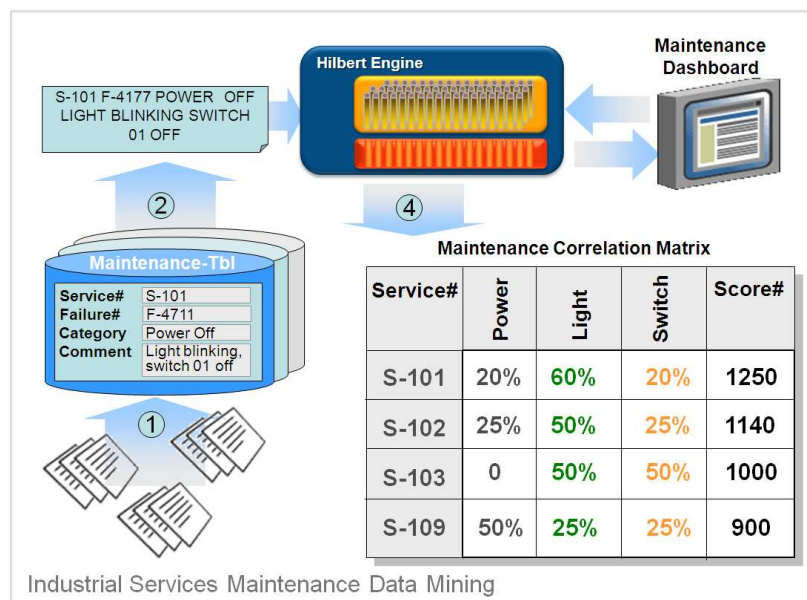 Hilbert Engine
Maintenance
Dashboard
S-101 F-4177 POWER OFF
LIGHT BLINKING SWITCH
01 OFF
2
4
Maintenance-Tbl
Service# S-101
Failure# F-4711
Category Power Off
Comment Light blinking,
switch 01 off
1
Maintenance Correlation Matrix
Service# Power Light Switch Score#
S-101 20% 60% 20% 1250
S-102 25% 50% 25% 1140
S-103 0 50% 50% 1000
S-109 50% 25% 25% 900
Industrial Services Maintenance Data Mining